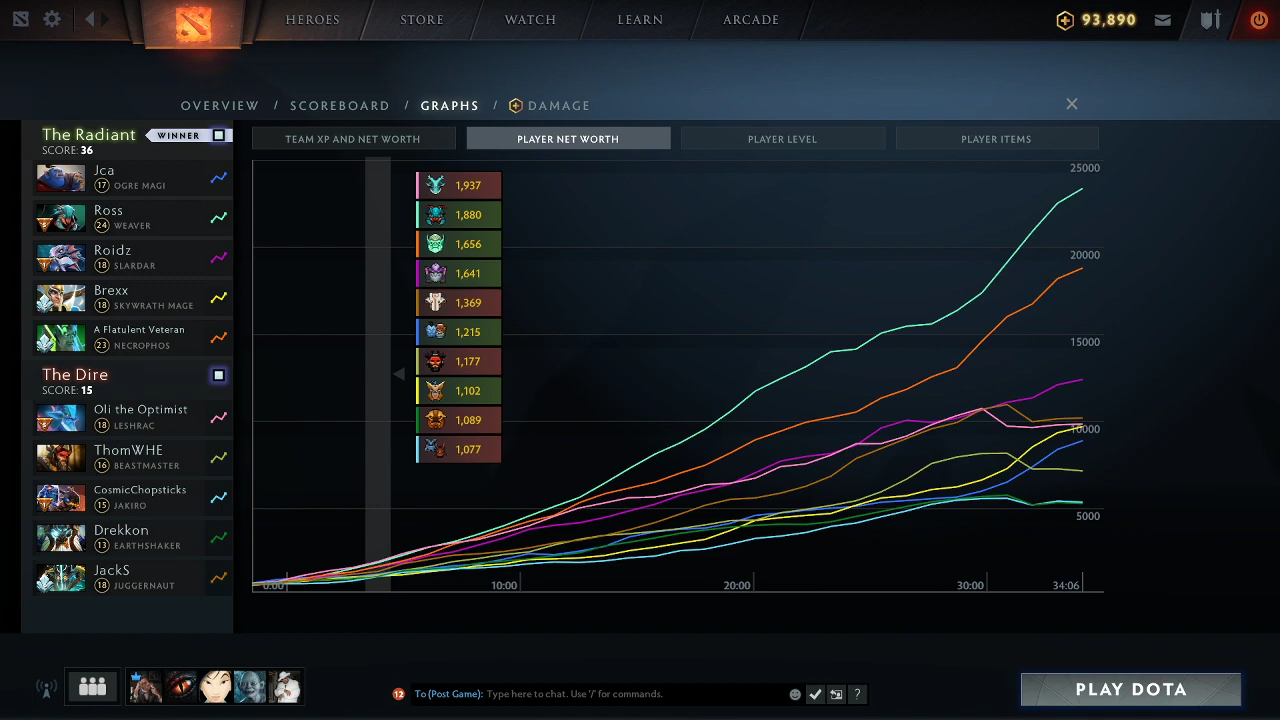 HEROES
STORE
WATCH
LEARN
ARCADE
93,890
OVERVIEW / SCOREBOARD / GRAPHS / DAMAGE
The Radiant
WINNER
SCORE: 36
Jca
17 OGRE MAGI
Ross
24 WEAVER
Roidz
18 SLARDAR
Brexx
18 SKYWRATH MAGE
A Flatulent Veteran
23 NECROPHOS
The Dire
SCORE: 15
Oli the Optimist
18 LESHRAC
ThomWHE
16 BEASTMASTER
CosmicChopsticks
15 JAKIRO
Drekkon
13 EARTHSHAKER
JackS
18 JUGGERNAUT
TEAM XP AND NET WORTH
PLAYER NET WORTH
PLAYER LEVEL
PLAYER ITEMS
1,937
1,880
1,656
1,641
1,369
1,215
1,177
1,102
1,089
1,077
25000
20000
15000
10000
5000
0:00
10:00
20:00
30:00
34:06
12
To (Post Game): Type here to chat. Use '/' for commands.
?
PLAY DOTA